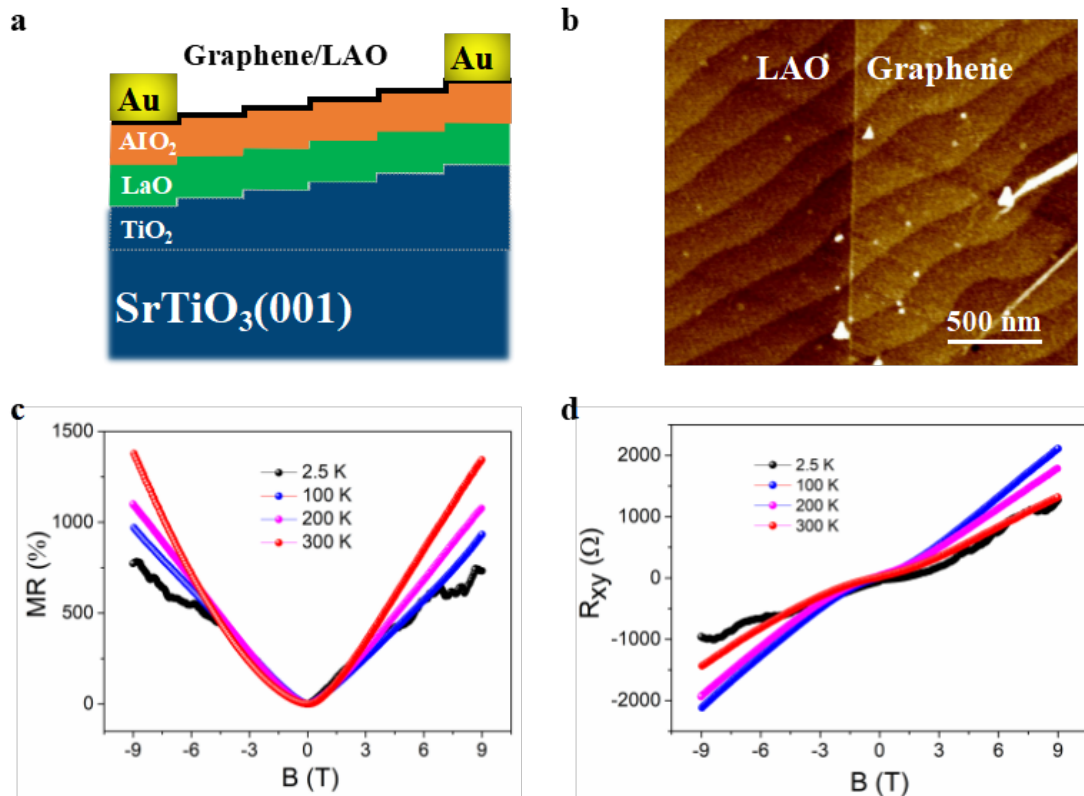 a
Graphene/LAO
Au
Au
AlO₂
LaO
TiO₂
SrTiO₃(001)
b
LAO
Graphene
500 nm
c
MR (%)
1500
1000
500
0
2.5 K
100 K
200 K
300 K
-9 -6 -3 0 3 6 9
B (T)
d
Rxy (Ω)
2000
1000
0
-1000
-2000
2.5 K
100 K
200 K
300 K
-9 -6 -3 0 3 6 9
B (T)